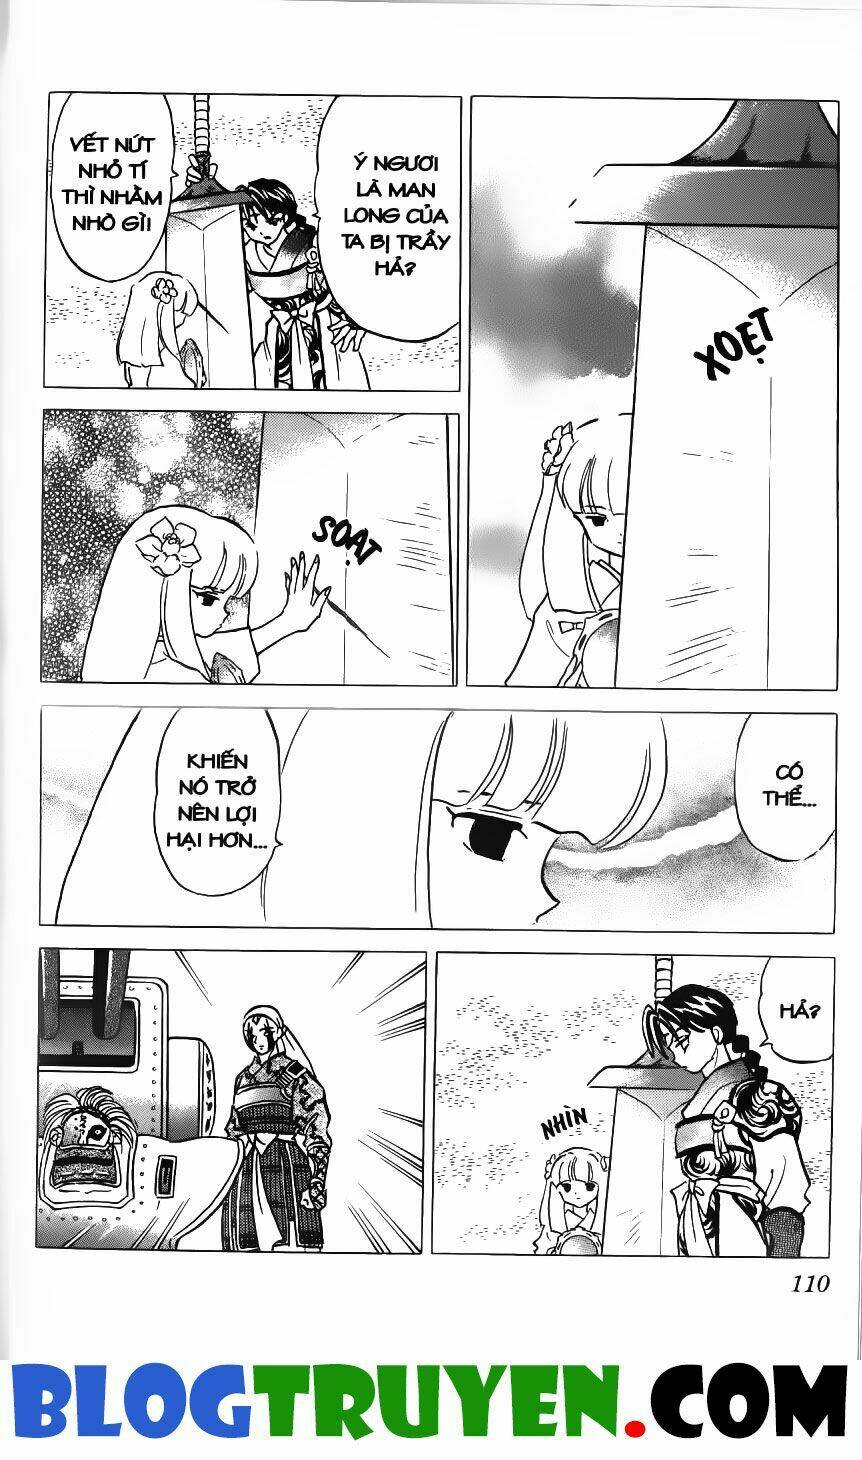 XOẸT
Ý NGƯƠI
LÀ MAN
LONG CỦA
TA BỊ TRẦY
HẢ?
VẾT NỨT
NHỎ TÍ
THÌ NHẰM
NHÒ GÌ!
SOẠT
CÓ
THỂ...
KHIẾN
NÓ TRỞ
NÊN LỢI
HẠI HƠN...
HẢ?
NHÌN
110
BLOGTRUYEN.COM